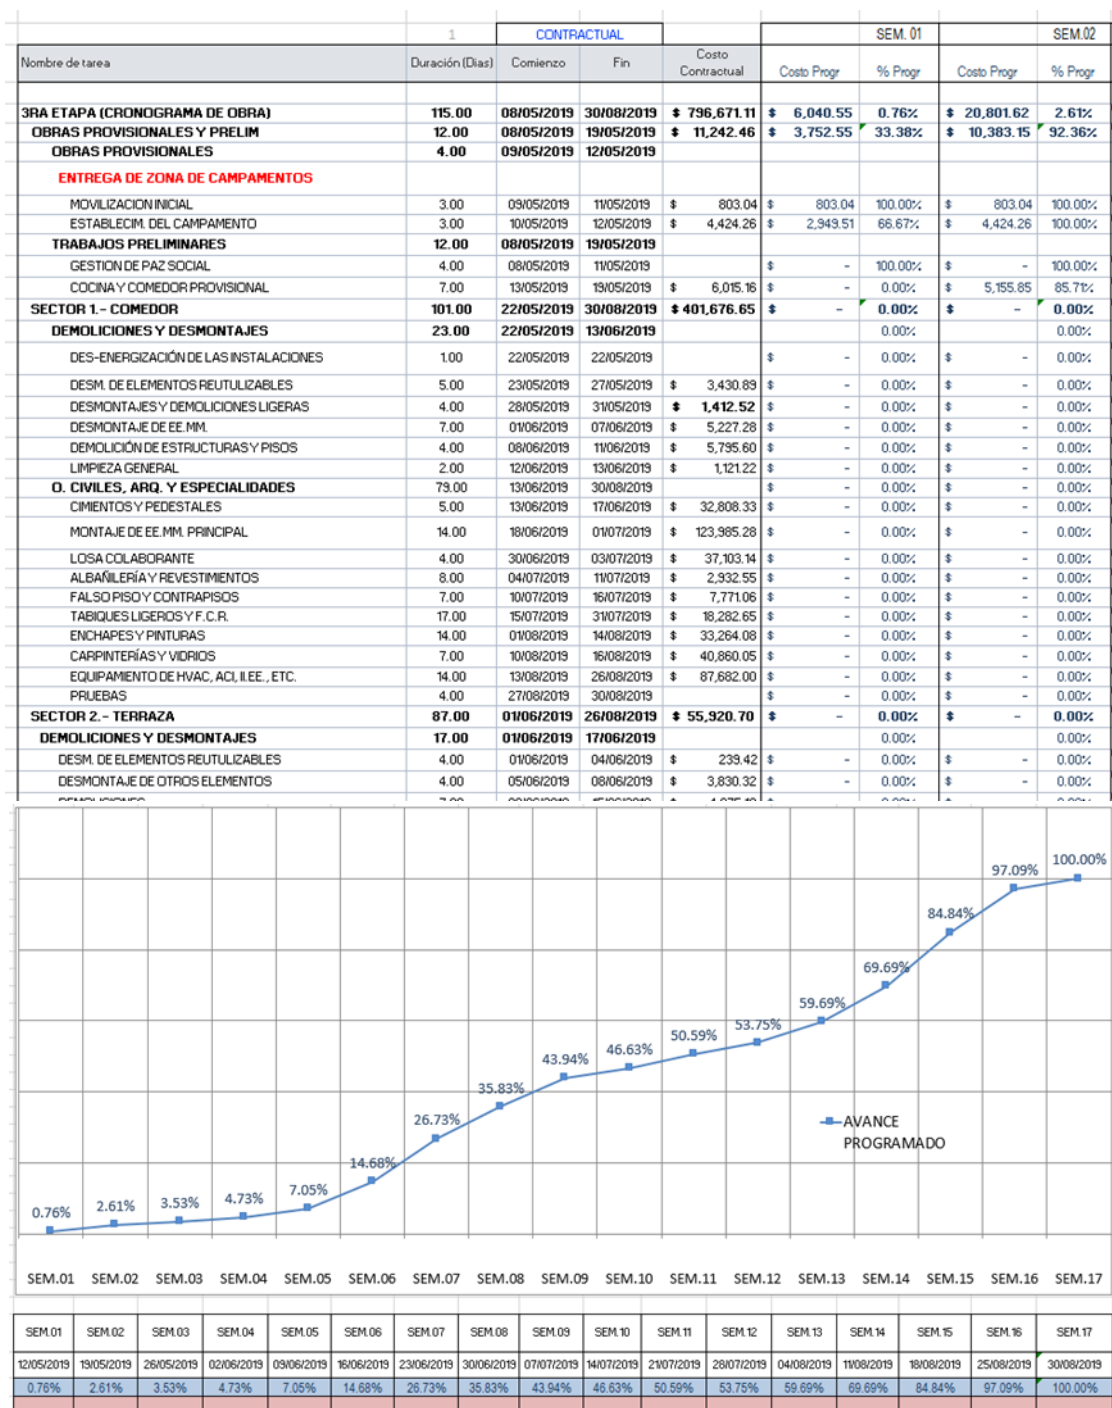 1 CONTRACTUAL SEM. 01 SEM.02
Nombre de tarea Duración (Dias) Comienzo Fin Costo Contractual Costo Progr % Progr Costo Progr % Progr
3RA ETAPA (CRONOGRAMA DE OBRA) 115.00 08/05/2019 30/08/2019 $ 796,671.11 $ 6,040.55 0.76% $ 20,801.62 2.61%
OBRAS PROVISIONALES Y PRELIM 12.00 08/05/2019 19/05/2019 $ 11,242.46 $ 3,752.55 33.38% $ 10,383.15 92.36%
OBRAS PROVISIONALES 4.00 09/05/2019 12/05/2019
ENTREGA DE ZONA DE CAMPAMENTOS
MOVILIZACION INICIAL 3.00 09/05/2019 11/05/2019 $ 803.04 $ 803.04 100.00% $ 803.04 100.00%
ESTABLECIM. DEL CAMPAMENTO 3.00 10/05/2019 12/05/2019 $ 4,424.26 $ 2,949.51 66.67% $ 4,424.26 100.00%
TRABAJOS PRELIMINARES 12.00 08/05/2019 19/05/2019
GESTION DE PAZ SOCIAL 4.00 08/05/2019 11/05/2019 $ - 100.00% $ - 100.00%
COCINA Y COMEDOR PROVISIONAL 7.00 13/05/2019 19/05/2019 $ 6,015.16 $ - 0.00% $ 5,155.85 85.71%
SECTOR 1.- COMEDOR 101.00 22/05/2019 30/08/2019 $ 401,676.65 $ - 0.00% $ - 0.00%
DEMOLICIONES Y DESMONTAJES 23.00 22/05/2019 13/06/2019 0.00% 0.00%
DES-ENERGIZACIÓN DE LAS INSTALACIONES 1.00 22/05/2019 22/05/2019 $ - 0.00% $ - 0.00%
DESM. DE ELEMENTOS REUTULIZABLES 5.00 23/05/2019 27/05/2019 $ 3,430.89 $ - 0.00% $ - 0.00%
DESMONTAJES Y DEMOLICIONES LIGERAS 4.00 28/05/2019 31/05/2019 $ 1,412.52 $ - 0.00% $ - 0.00%
DESMONTAJE DE EE.MM. 7.00 01/06/2019 07/06/2019 $ 5,227.28 $ - 0.00% $ - 0.00%
DEMOLICIÓN DE ESTRUCTURAS Y PISOS 4.00 08/06/2019 11/06/2019 $ 5,795.60 $ - 0.00% $ - 0.00%
LIMPIEZA GENERAL 2.00 12/06/2019 13/06/2019 $ 1,121.22 $ - 0.00% $ - 0.00%
O. CIVILES, ARQ. Y ESPECIALIDADES 79.00 13/06/2019 30/08/2019 $ - 0.00% $ - 0.00%
CIMIENTOS Y PEDESTALES 5.00 13/06/2019 17/06/2019 $ 32,808.33 $ - 0.00% $ - 0.00%
MONTAJE DE EE.MM. PRINCIPAL 14.00 18/06/2019 01/07/2019 $ 123,985.28 $ - 0.00% $ - 0.00%
LOSA COLABORANTE 4.00 30/06/2019 03/07/2019 $ 37,103.14 $ - 0.00% $ - 0.00%
ALBAÑILERÍA Y REVESTIMIENTOS 8.00 04/07/2019 11/07/2019 $ 2,932.55 $ - 0.00% $ - 0.00%
FALSO PISO Y CONTRAPISOS 7.00 10/07/2019 16/07/2019 $ 7,771.06 $ - 0.00% $ - 0.00%
TABIQUES LIGEROS Y F.C.R. 17.00 15/07/2019 31/07/2019 $ 18,282.65 $ - 0.00% $ - 0.00%
ENCHAPES Y PINTURAS 14.00 01/08/2019 14/08/2019 $ 33,264.08 $ - 0.00% $ - 0.00%
CARPINTERÍAS Y VIDRIOS 7.00 10/08/2019 16/08/2019 $ 40,860.05 $ - 0.00% $ - 0.00%
EQUIPAMIENTO DE HVAC, ACI, II.EE., ETC. 14.00 13/08/2019 26/08/2019 $ 87,682.00 $ - 0.00% $ - 0.00%
PRUEBAS 4.00 27/08/2019 30/08/2019 $ - 0.00% $ - 0.00%
SECTOR 2.- TERRAZA 87.00 01/06/2019 26/08/2019 $ 55,920.70 $ - 0.00% $ - 0.00%
DEMOLICIONES Y DESMONTAJES 17.00 01/06/2019 17/06/2019 0.00% 0.00%
DESM. DE ELEMENTOS REUTULIZABLES 4.00 01/06/2019 04/06/2019 $ 239.42 $ - 0.00% $ - 0.00%
DESMONTAJE DE OTROS ELEMENTOS 4.00 05/06/2019 08/06/2019 $ 3,830.32 $ - 0.00% $ - 0.00%
0.76% 2.61% 3.53% 4.73% 7.05% 14.68% 26.73% 35.83% 43.94% 46.63% 50.59% 53.75% 59.69% 69.69% 84.84% 97.09% 100.00%
AVANCE
PROGRAMADO
SEM.01 SEM.02 SEM.03 SEM.04 SEM.05 SEM.06 SEM.07 SEM.08 SEM.09 SEM.10 SEM.11 SEM.12 SEM.13 SEM.14 SEM.15 SEM.16 SEM.17
SEM.01 SEM.02 SEM.03 SEM.04 SEM.05 SEM.06 SEM.07 SEM.08 SEM.09 SEM.10 SEM.11 SEM.12 SEM.13 SEM.14 SEM.15 SEM.16 SEM.17
12/05/2019 19/05/2019 26/05/2019 02/06/2019 09/06/2019 16/06/2019 23/06/2019 30/06/2019 07/07/2019 14/07/2019 21/07/2019 28/07/2019 04/08/2019 11/08/2019 18/08/2019 25/08/2019 30/08/2019
0.76% 2.61% 3.53% 4.73% 7.05% 14.68% 26.73% 35.83% 43.94% 46.63% 50.59% 53.75% 59.69% 69.69% 84.84% 97.09% 100.00%